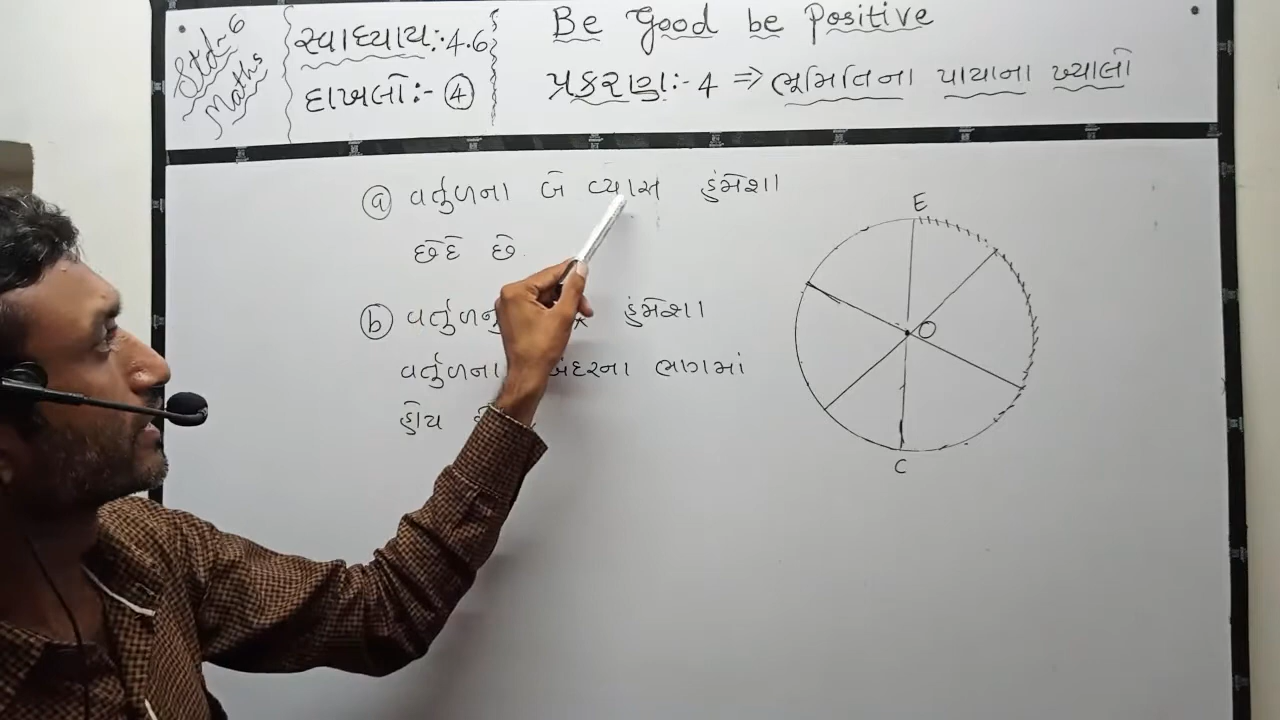 Std-6
Maths
સ્વાધ્યાય:-4.6
દાખલો:- ④
Be Good be Positive
પ્રકરણ:- 4 => ભૂમિતિના પાયાના ખ્યાલો
ⓐ વર્તુળના બે વ્યાસ હંમેશા
છેદે છે.
ⓑ વર્તુળનુ હંમેશા
વર્તુળના અંદરના ભાગમાં
હોય
E
O
C